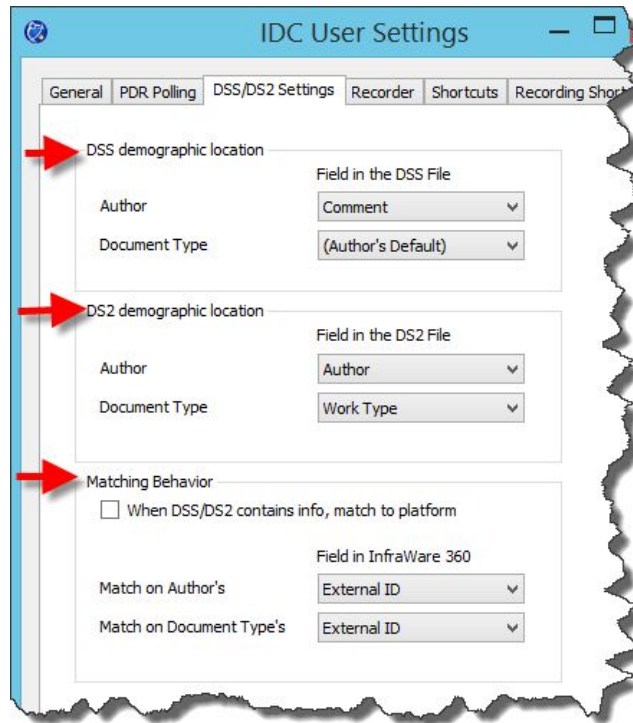 IDC User Settings
General PDR Polling DSS/DS2 Settings Recorder Shortcuts Recording Short
DSS demographic location
Field in the DSS File
Author Comment
Document Type (Author's Default)
DS2 demographic location
Field in the DS2 File
Author Author
Document Type Work Type
Matching Behavior
When DSS/DS2 contains info, match to platform
Field in InfraWare 360
Match on Author's External ID
Match on Document Type's External ID